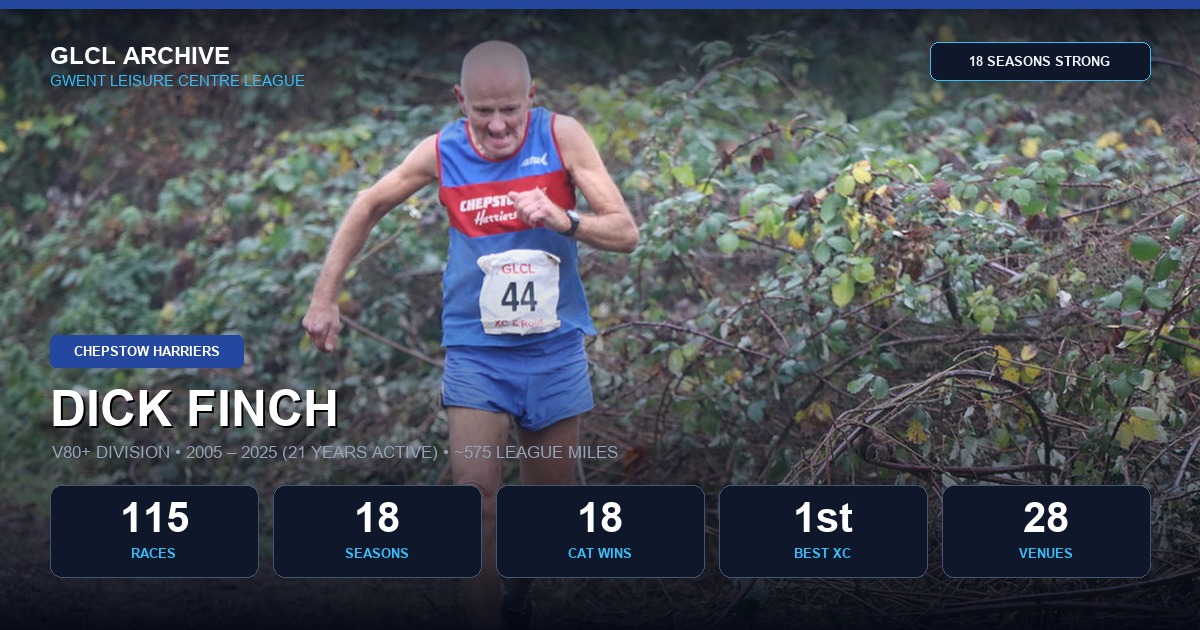 GLCL ARCHIVE
GWENT LEISURE CENTRE LEAGUE
18 SEASONS STRONG
CHEPSTOW HARRIERS
DICK FINCH
V80+ DIVISION • 2005 – 2025 (21 YEARS ACTIVE) • ~575 LEAGUE MILES
115
RACES
18
SEASONS
18
CAT WINS
1st
BEST XC
28
VENUES
Harriers
GLCL
44